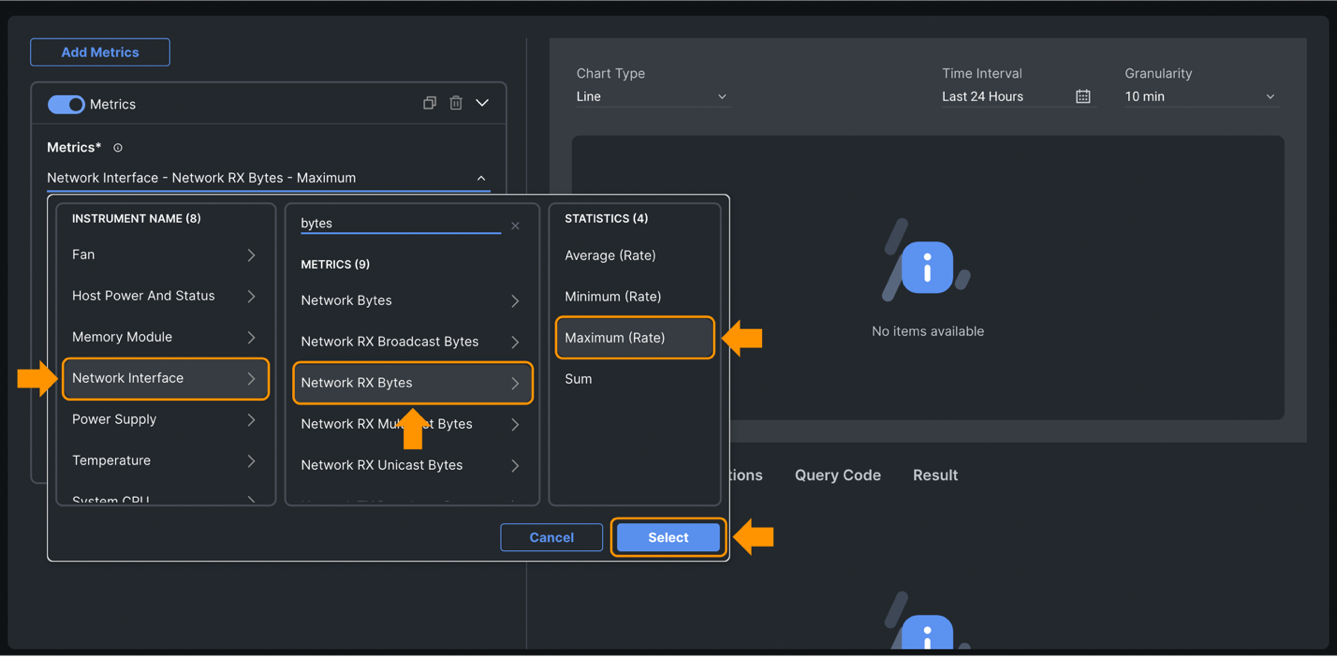 Add Metrics
Metrics
Metrics*
Network Interface - Network RX Bytes - Maximum
INSTRUMENT NAME (8)
Fan
Host Power And Status
Memory Module
Network Interface
Power Supply
Temperature
System CPU
bytes
METRICS (9)
Network Bytes
Network RX Broadcast Bytes
Network RX Bytes
Network RX Mu st Bytes
Network RX Unicast Bytes
STATISTICS (4)
Average (Rate)
Minimum (Rate)
Maximum (Rate)
Sum
Cancel
Select
Chart Type
Line
Time Interval
Last 24 Hours
Granularity
10 min
No items available
tions
Query Code
Result